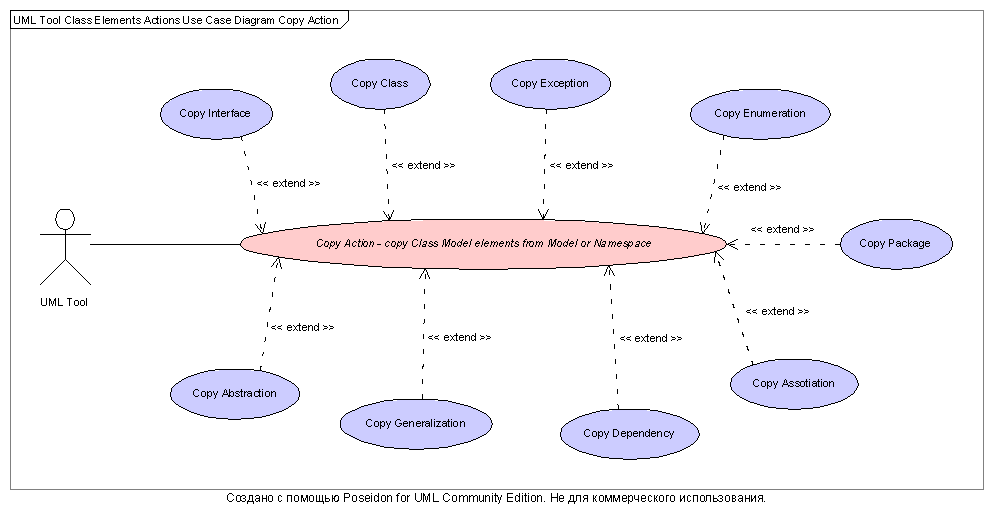 UML Tool Class Elements Actions Use Case Diagram Copy Action
Copy Class
Copy Exception
Copy Interface
Copy Enumeration
<< extend >>
<< extend >>
<< extend >>
<< extend >>
<< extend >>
Copy Action - copy Class Model elements from Model or Namespace
Copy Package
UML Tool
<< extend >>
<< extend >>
<< extend >>
<< extend >>
Copy Assotiation
Copy Abstraction
Copy Generalization
Copy Dependency
Создано с помощью Poseidon for UML Community Edition. Не для коммерческого использования.